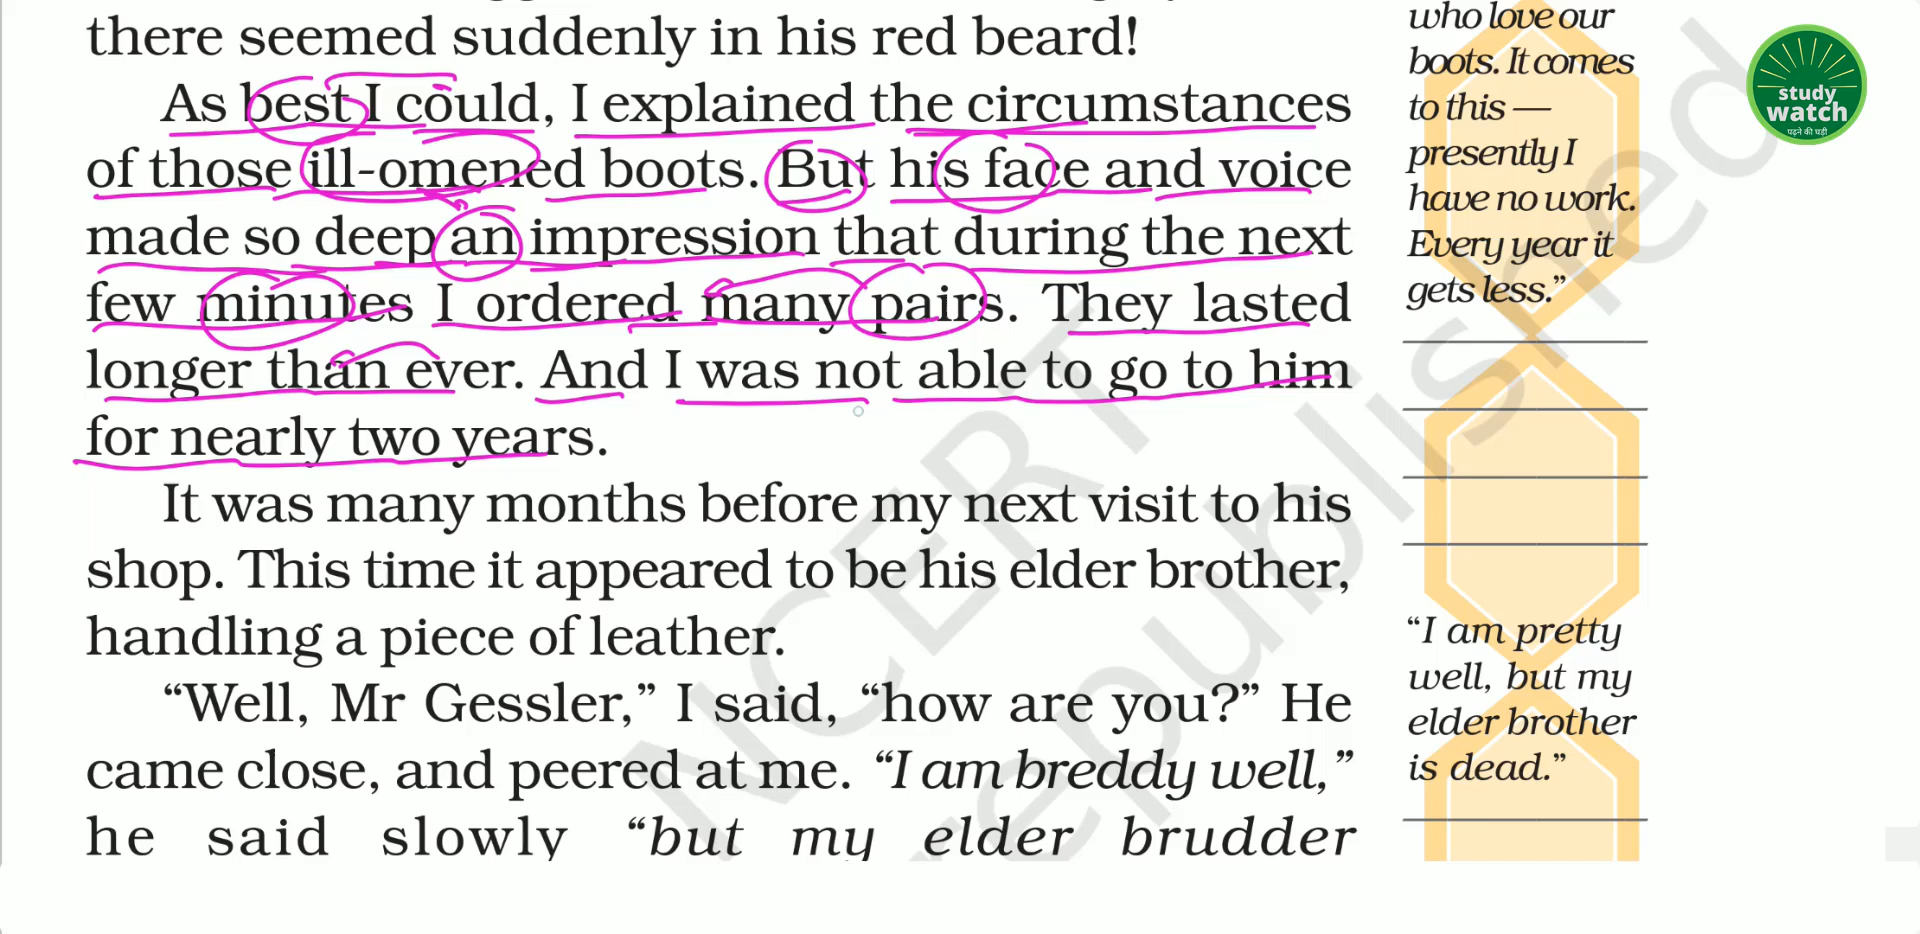 there seemed suddenly in his red beard!
As best I could, I explained the circumstances
of those ill-omened boots. But his face and voice
made so deep an impression that during the next
few minutes I ordered many pairs. They lasted
longer than ever. And I was not able to go to him
for nearly two years.
It was many months before my next visit to his
shop. This time it appeared to be his elder brother,
handling a piece of leather.
“Well, Mr Gessler,” I said, “how are you?” He
came close, and peered at me. “I am breddy well,”
he said slowly “but my elder brudder
who love our
boots. It comes
to this —
presently I
have no work.
Every year it
gets less.”
“I am pretty
well, but my
elder brother
is dead.”
study
watch
पढ़ने की घड़ी
NCERT
republished